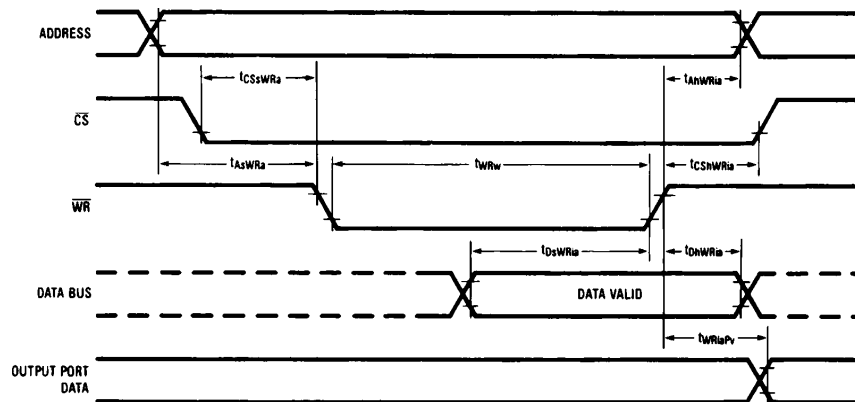 ADDRESS
tCSsWRa
tAhWRia
CS
tAsWRa
tWRw
tCShWRia
WR
tDsWRia
tDhWRia
DATA BUS
DATA VALID
tWRiaPv
OUTPUT PORT
DATA